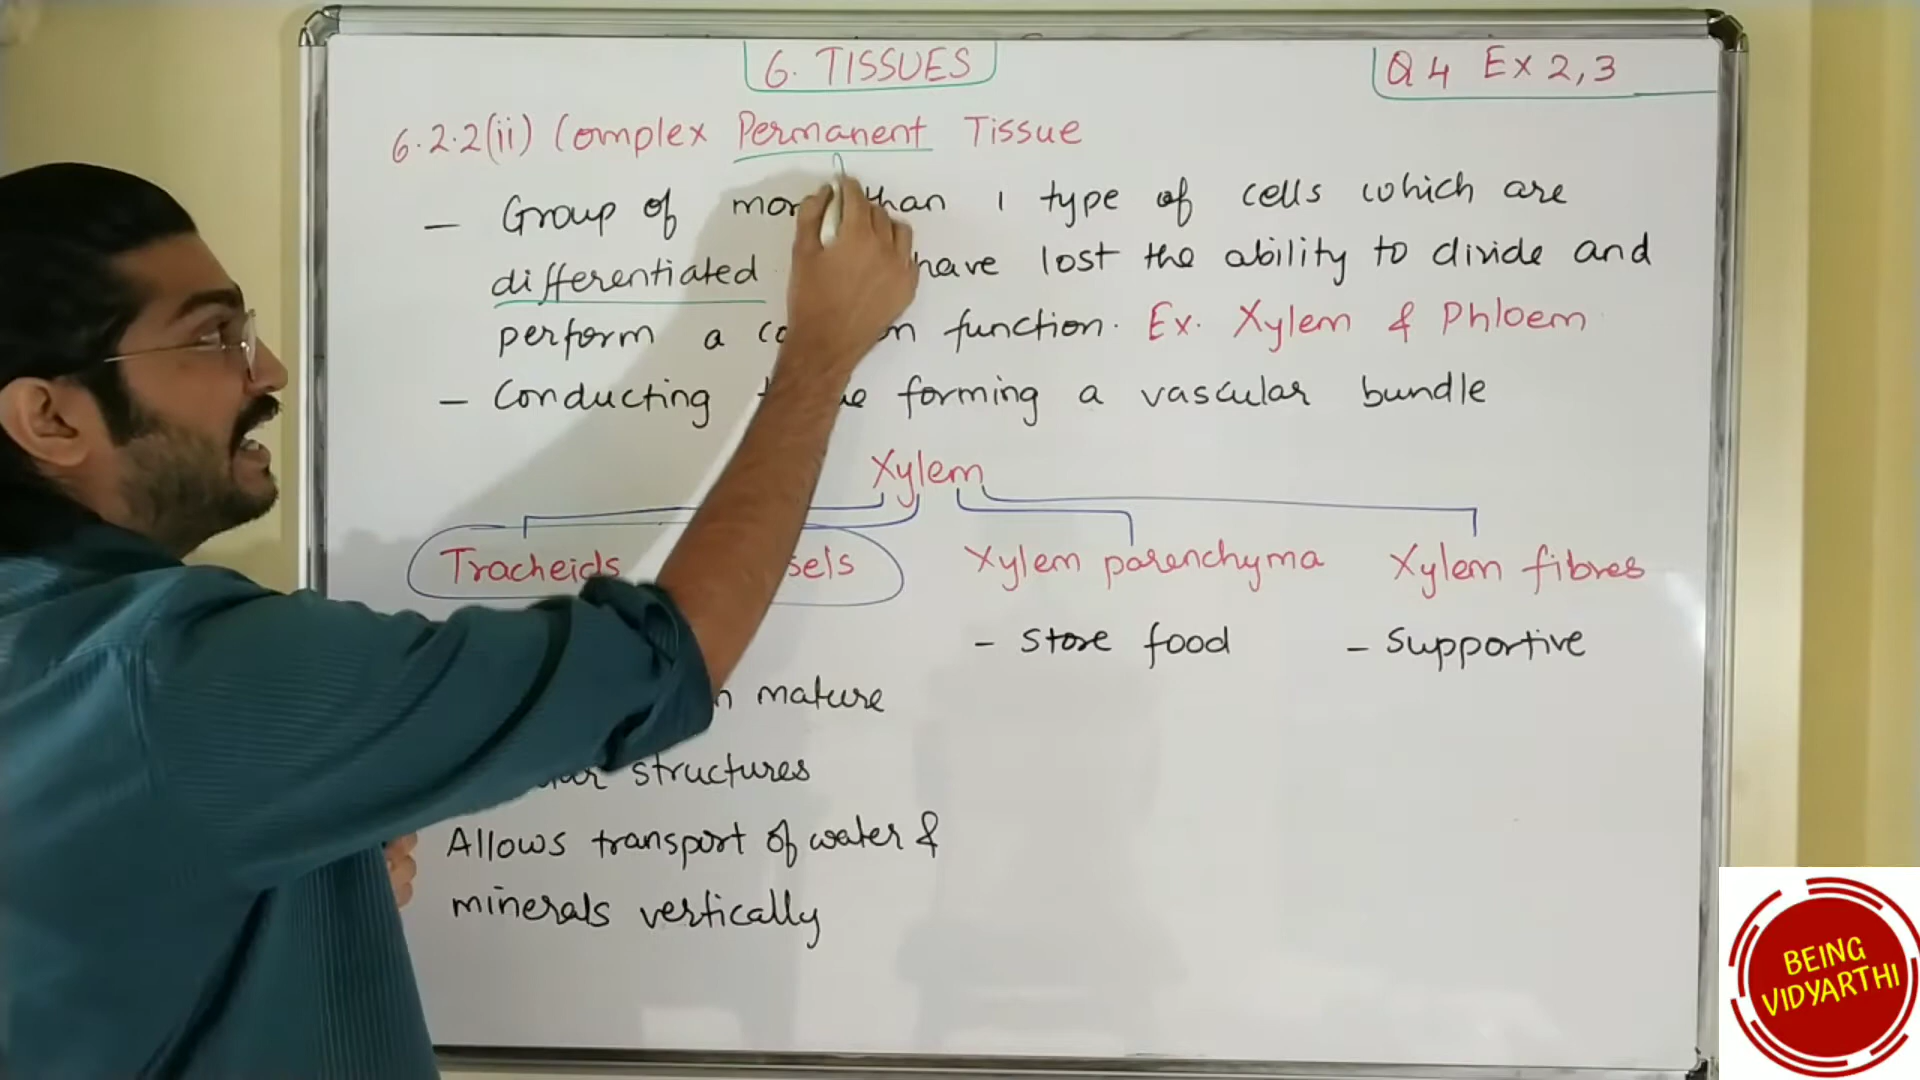 6. TISSUES
Q 4 Ex 2,3
6.2.2(ii) Complex Permanent Tissue
- Group of more than 1 type of cells which are
differentiated have lost the ability to divide and
perform a common function. Ex. Xylem & Phloem
- Conducting forming a vascular bundle
Xylem
Tracheids
Xylem parenchyma
Xylem fibres
- Store food
- Supportive
mature
structures
Allows transport of water &
minerals vertically
BEING
VIDYARTHI